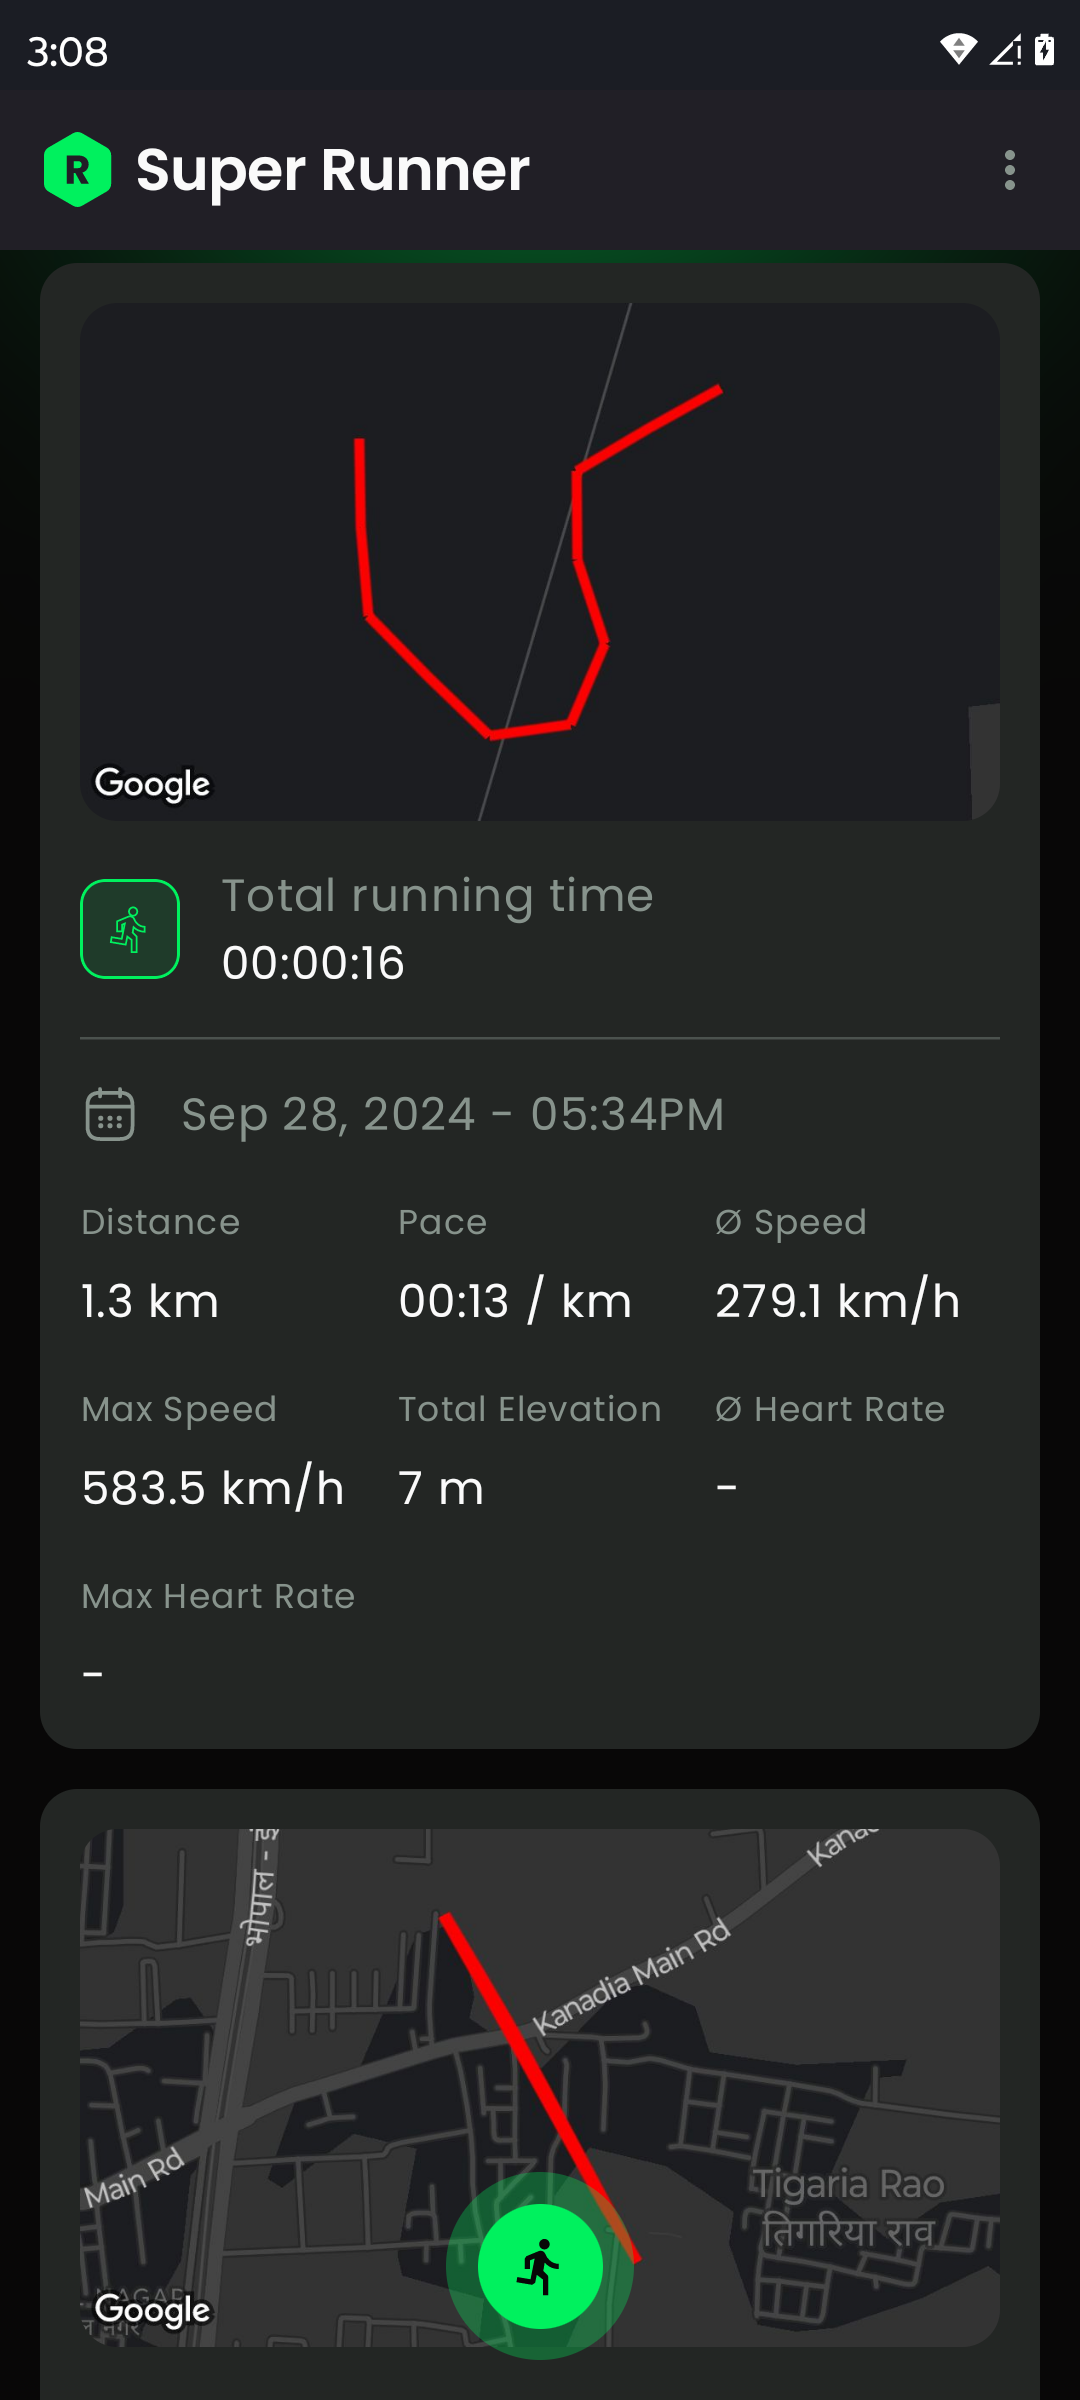 3:08
R Super Runner
Google
Total running time
00:00:16
Sep 28, 2024 - 05:34PM
Distance Pace Ø Speed
1.3 km 00:13 / km 279.1 km/h
Max Speed Total Elevation Ø Heart Rate
583.5 km/h 7 m -
Max Heart Rate
-
भोपाल -
Kanadia Main Rd
Main Rd
Tigaria Rao
तिगरिया राव
NAGAR
Google
नगर